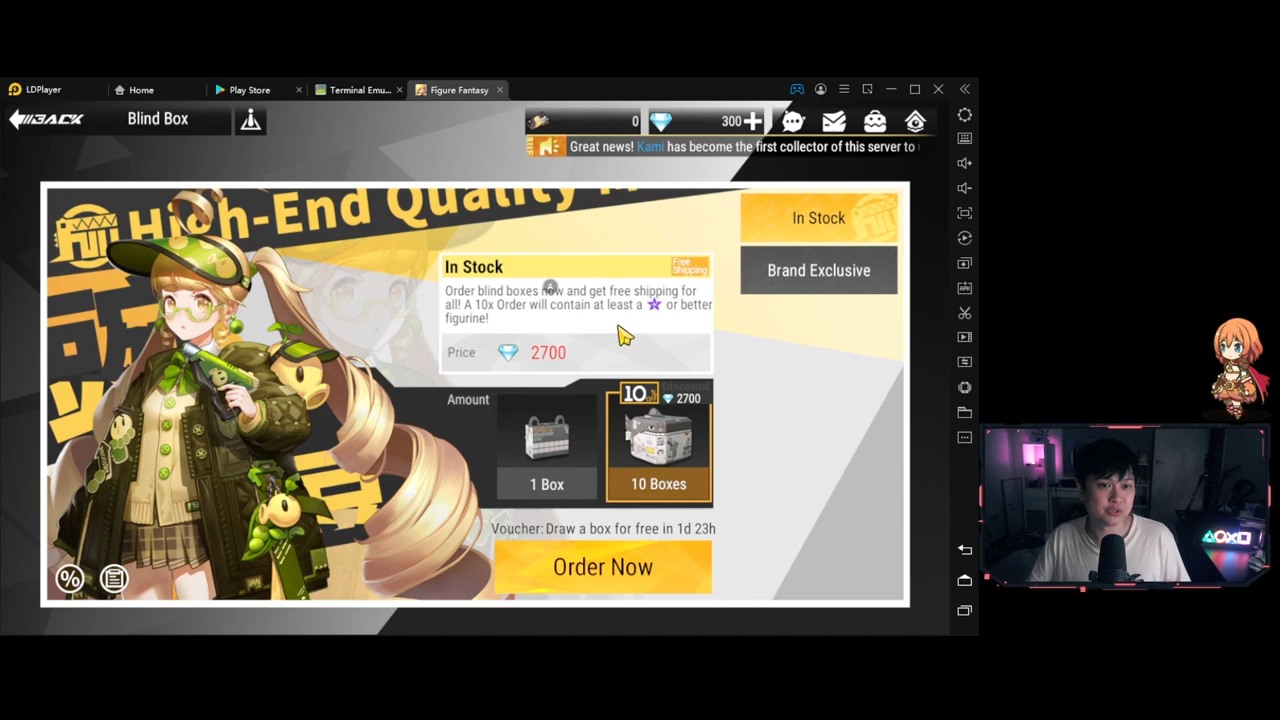 LDPlayer
Home
Play Store
Terminal Emu...
Figure Fantasy
BACK
Blind Box
0
300
Great news! Kami has become the first collector of this server to
High-End Quality
In Stock
Brand Exclusive
In Stock
Free
Shipping
Order blind boxes now and get free shipping for
all! A 10x Order will contain at least a or better
figurine!
Price 2700
Amount
10%
Discount
2700
1 Box
10 Boxes
Voucher: Draw a box for free in 1d 23h
Order Now